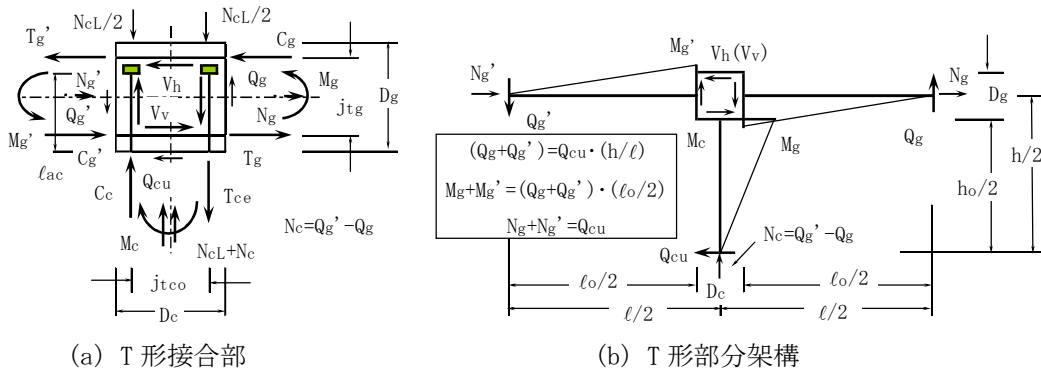 NcL/2
NcL/2
Tg'
Cg
Ng'
Vh
Qg
Mg
Dg
jtg
Qg'
Vv
Ng
Mg'
Cg'
Tg
ℓac
Cc
Qcu
Tce
Nc=Qg'-Qg
Mc
NcL+Nc
jtco
Dc
(a) T 形接合部
Mg'
Vh(Vv)
Ng'
Ng
Dg
Qg'
Mc
Mg
Qg
(Qg+Qg')=Qcu・(h/ℓ)
Mg+Mg'=(Qg+Qg')・(ℓo/2)
Ng+Ng'=Qcu
h/2
ho/2
Nc=Qg'-Qg
Qcu
ℓo/2
Dc
ℓo/2
ℓ/2
ℓ/2
(b) T 形部分架構